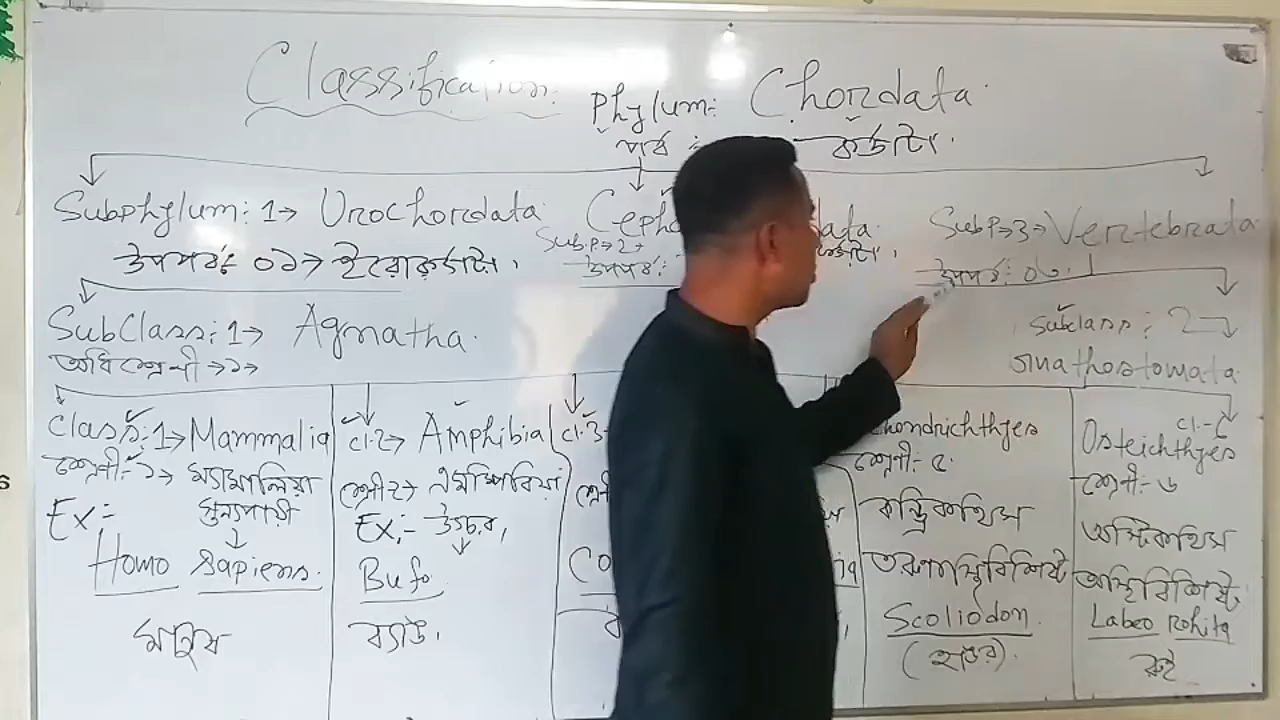 Classification
Phylum: Chordata
পর্ব : কর্ডাটা
Subphylum: 1→ Urochordata
উপপর্ব: ০১→ ইউরোকর্ডাটা
Sub.P→2→
উপপর্ব:
SubP→3→Vertebrata
উপপর্ব: ০৩
SubClass: 1→ Agnatha
অধিশ্রেণী→১→
Subclass: 2
Gnathostomata
Class: 1→ Mammalia
শ্রেণী: ১→ ম্যামালিয়া
স্তন্যপায়ী
Ex:-
Homo Sapiens
মানুষ
Cl.2→ Amphibia
শ্রেণী ২→
Ex:- উভচর,
Bufo
ব্যাঙ
Cl.3
Chondrichthyes
শ্রেণী: ৫
কন্ড্রিকথিস
তরুণাস্থিবিশিষ্ট
Scoliodon
(হাঙর)
Cl.-6
Osteichthyes
শ্রেণী:- ৬
অস্টিকথিস
অস্থিবিশিষ্ট
Labeo Rohita
রুই